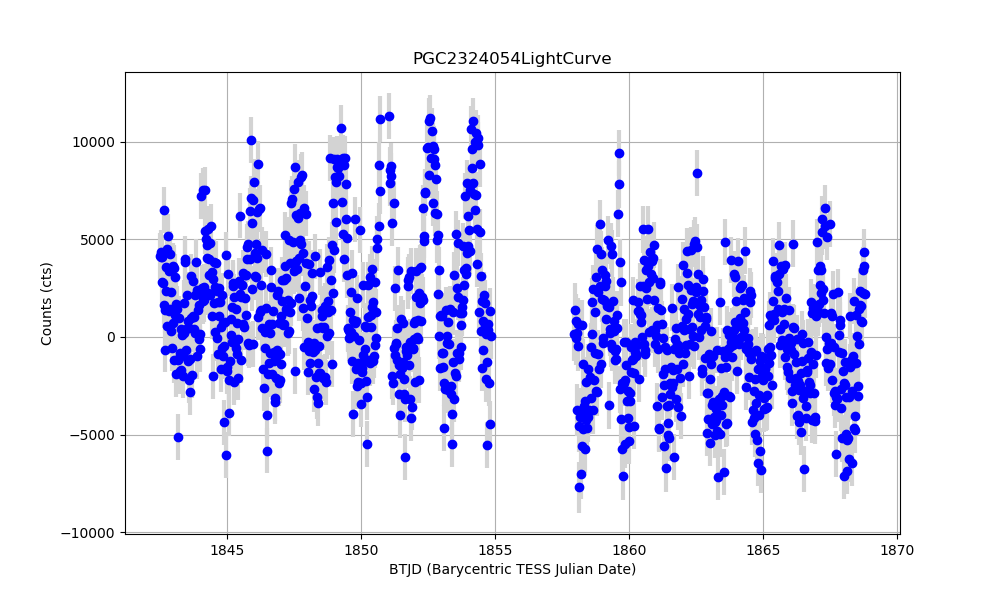 PGC2324054LightCurve
Counts (cts)
10000
5000
0
−5000
−10000
1845 1850 1855 1860 1865 1870
BTJD (Barycentric TESS Julian Date)